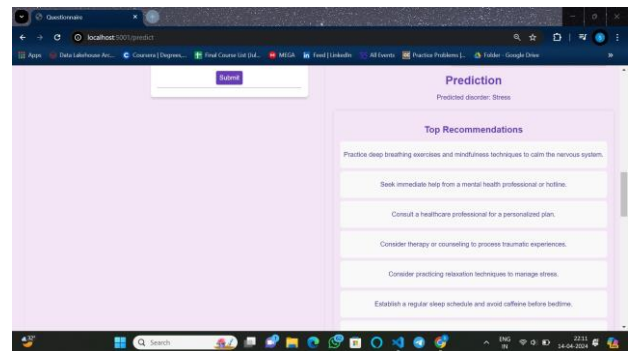 Questionnaire
localhost:5001/predict
Apps
Data Lakehouse Arc...
Coursera | Degrees,...
Final Course List (Jul...
MEGA
Feed | LinkedIn
All Events
Practice Problems |...
Folder - Google Drive
Submit
Prediction
Predicted disorder: Stress
Top Recommendations
Practice deep breathing exercises and mindfulness techniques to calm the nervous system.
Seek immediate help from a mental health professional or hotline.
Consult a healthcare professional for a personalized plan.
Consider therapy or counseling to process traumatic experiences.
Consider practicing relaxation techniques to manage stress.
Establish a regular sleep schedule and avoid caffeine before bedtime.
32°
Search
ENG
IN
22:11
14-04-2024